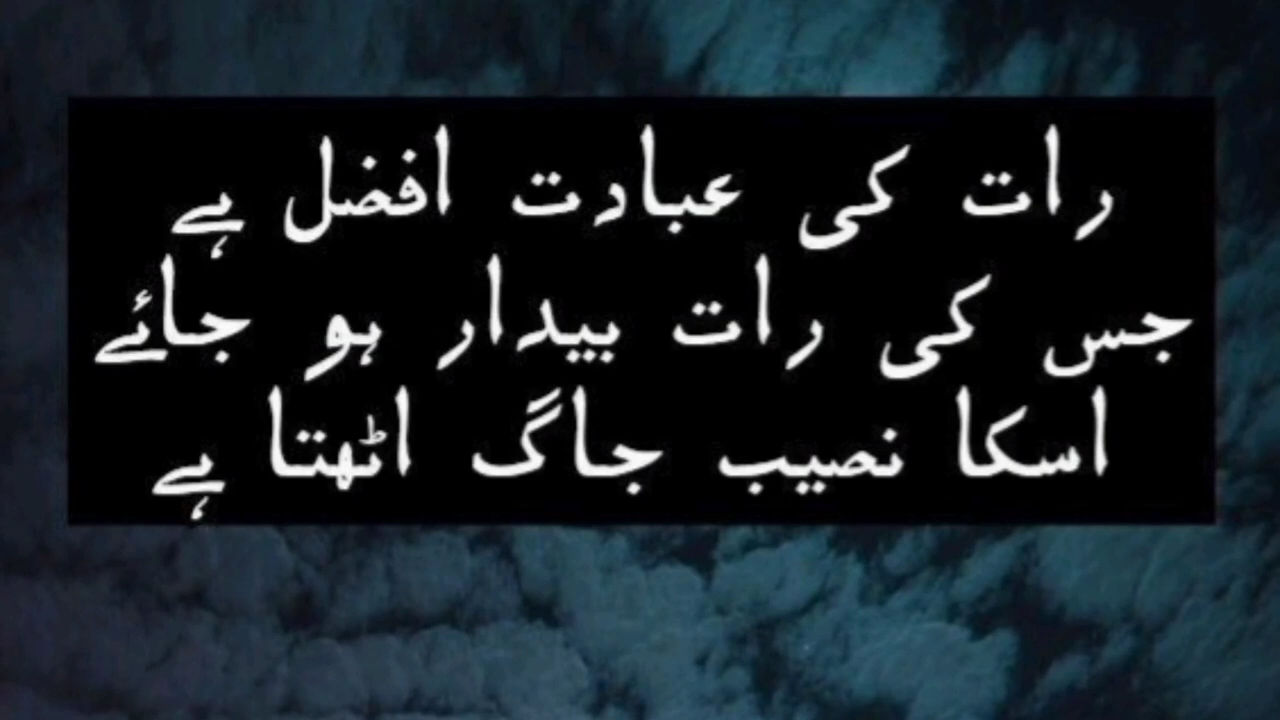 رات کی عبادت افضل ہے
جس کی رات بیدار ہو جائے
اسکا نصیب جاگ اٹھتا ہے